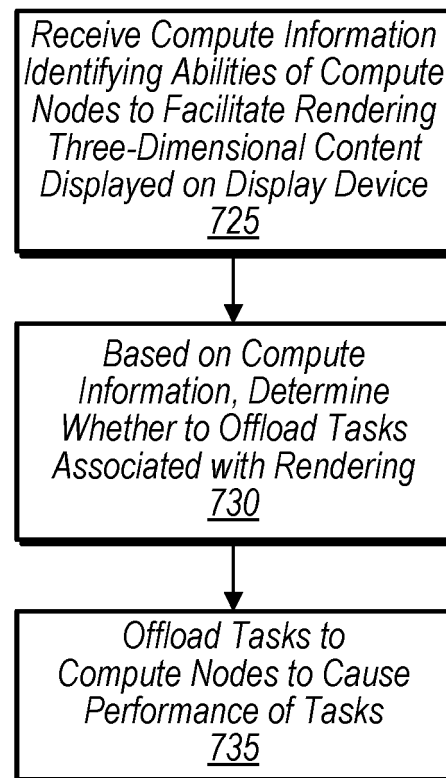 Receive Compute Information
Identifying Abilities of Compute
Nodes to Facilitate Rendering
Three-Dimensional Content
Displayed on Display Device
725
Based on Compute
Information, Determine
Whether to Offload Tasks
Associated with Rendering
730
Offload Tasks to
Compute Nodes to Cause
Performance of Tasks
735